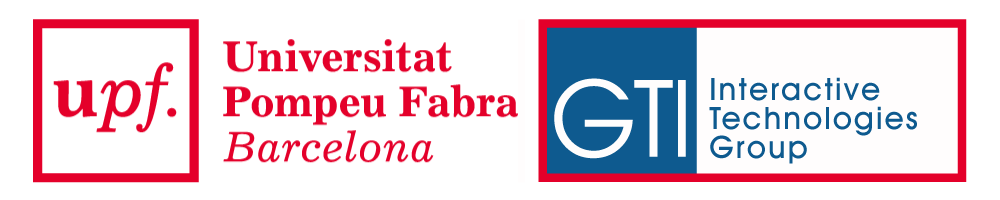 upf.
Universitat
Pompeu Fabra
Barcelona
GTI
Interactive
Technologies
Group